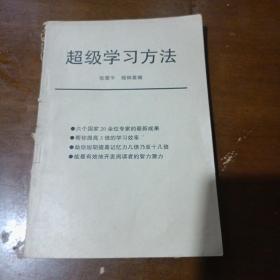 超级学习方法
●六个国家20余位专家的最新成果
●帮你提高5倍的学习效率
●助你短期提高记忆力几倍乃至十几倍
●能最有效地开发阅读者的智力潜力